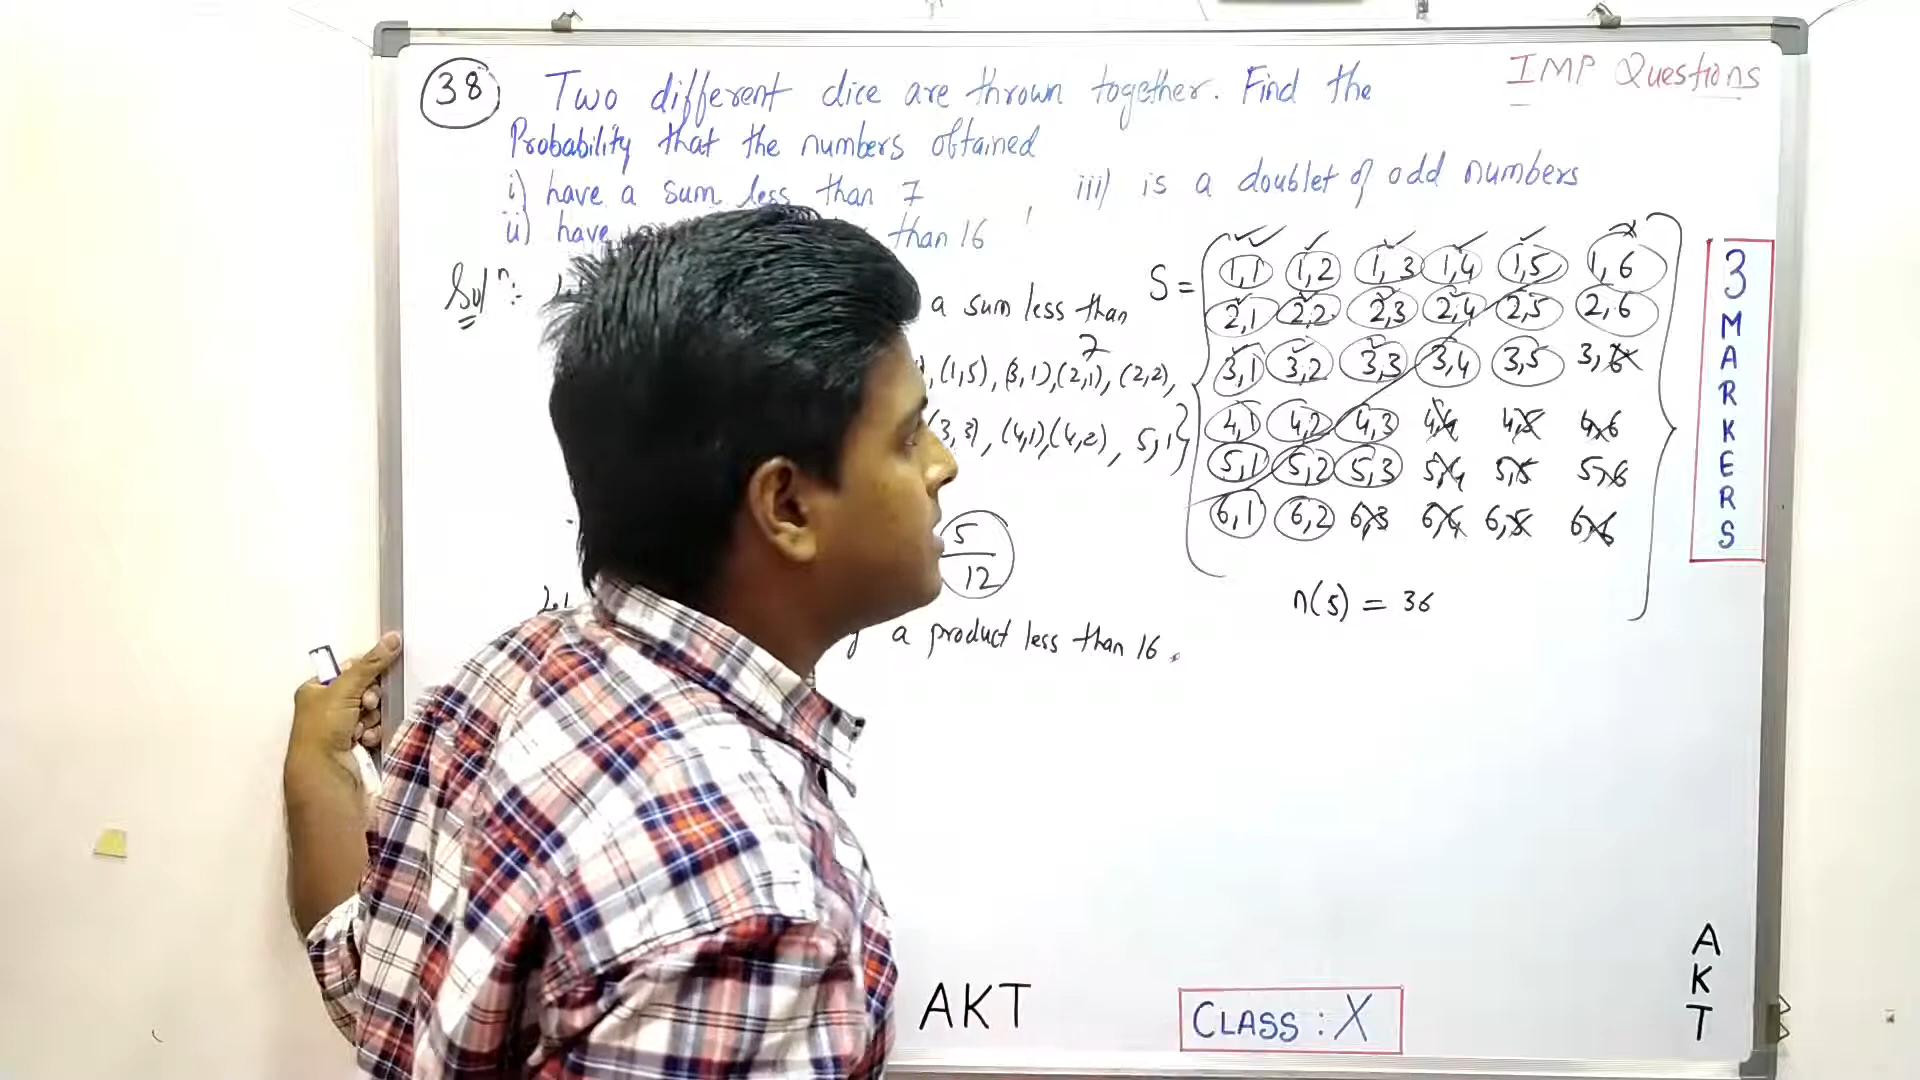 38 Two different dice are thrown together. Find the
IMP Questions
Probability that the numbers obtained
i) have a sum less than 7
iii) is a doublet of odd numbers
ii) have than 16
Solⁿ:-
a sum less than
7
, (1,5), (3,1), (2,1), (2,2),
(3,3), (4,1), (4,2), 5,1}
5
12
a product less than 16.
S = { 1,1 1,2 1,3 1,4 1,5 1,6
2,1 2,2 2,3 2,4 2,5 2,6
3,1 3,2 3,3 3,4 3,5 3,6
4,1 4,2 4,3 4,4 4,5 4,6
5,1 5,2 5,3 5,4 5,5 5,6
6,1 6,2 6,3 6,4 6,5 6,6 }
n(S) = 36
3 MARKERS
AKT
CLASS : X
AKT